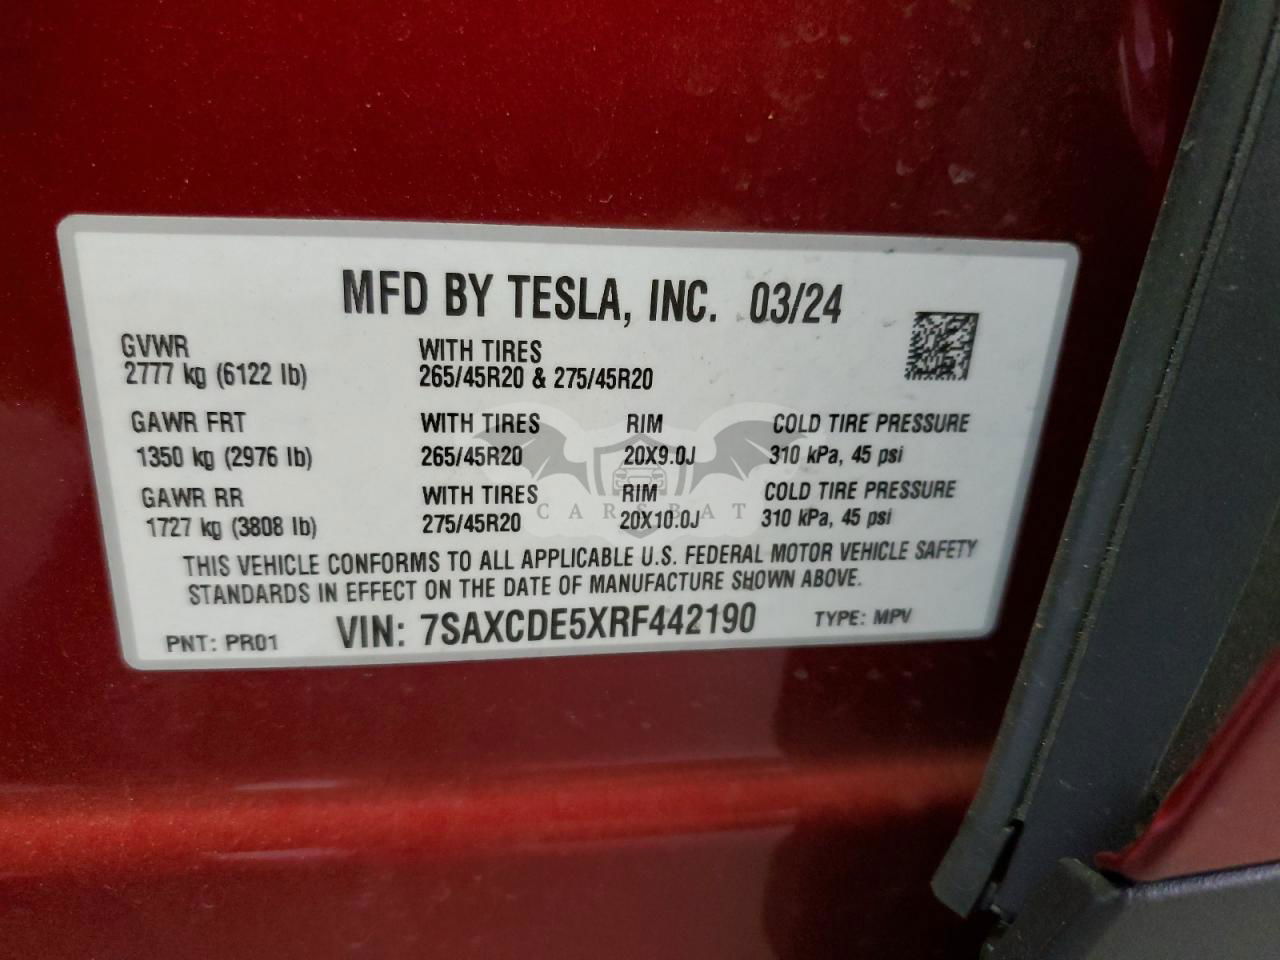 MFD BY TESLA, INC. 03/24
GVWR
2777 kg (6122 lb)
WITH TIRES
265/45R20 & 275/45R20
GAWR FRT
1350 kg (2976 lb)
WITH TIRES
265/45R20
RIM
20X9.0J
COLD TIRE PRESSURE
310 kPa, 45 psi
GAWR RR
1727 kg (3808 lb)
WITH TIRES
275/45R20
RIM
20X10.0J
COLD TIRE PRESSURE
310 kPa, 45 psi
CARSBAT
THIS VEHICLE CONFORMS TO ALL APPLICABLE U.S. FEDERAL MOTOR VEHICLE SAFETY
STANDARDS IN EFFECT ON THE DATE OF MANUFACTURE SHOWN ABOVE.
PNT: PR01
VIN: 7SAXCDE5XRF442190
TYPE: MPV